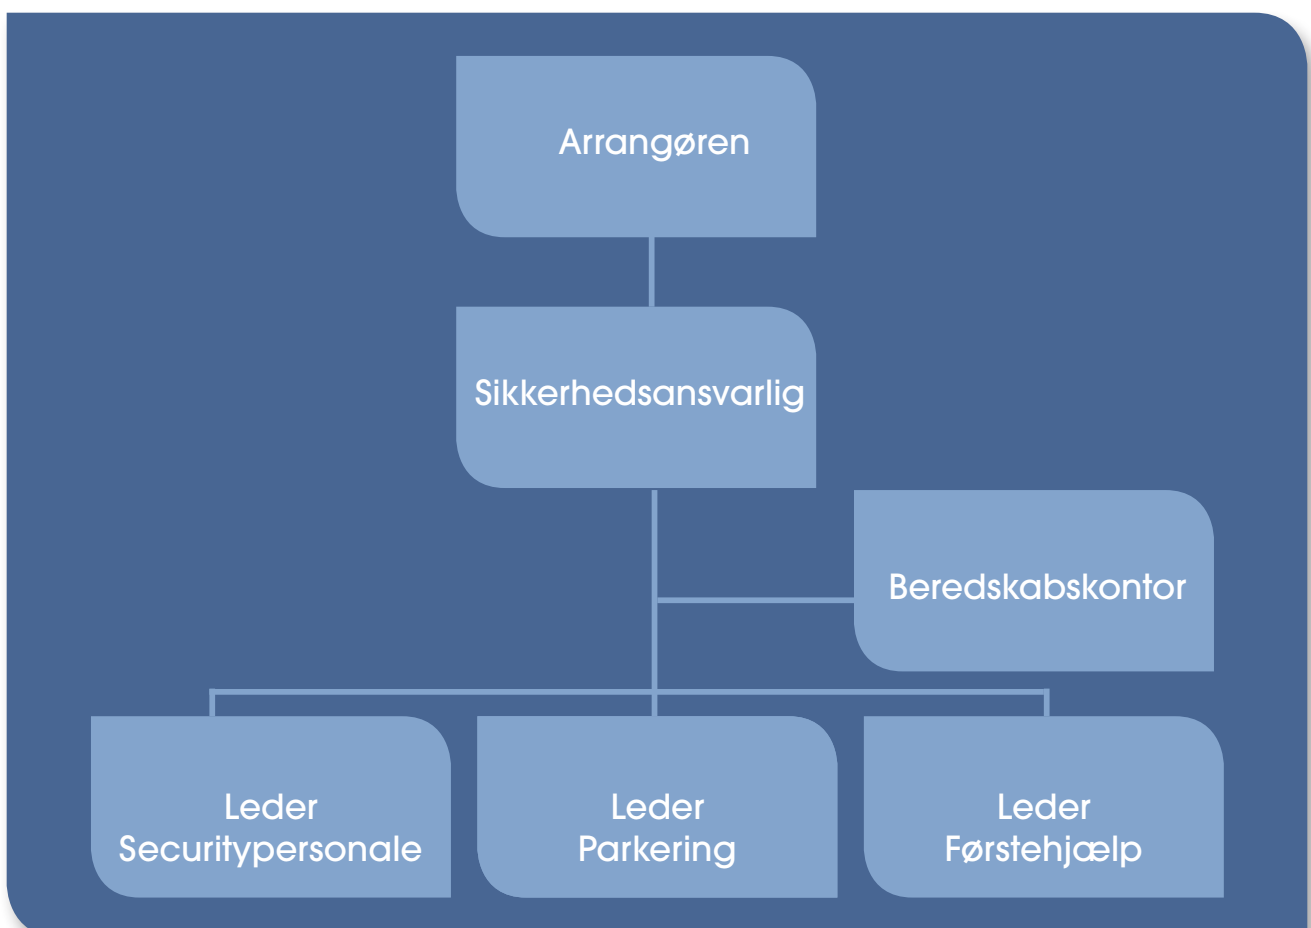 Arrangøren
Sikkerhedsansvarlig
Beredskabskontor
Leder
Securitypersonale
Leder
Parkering
Leder
Førstehjælp